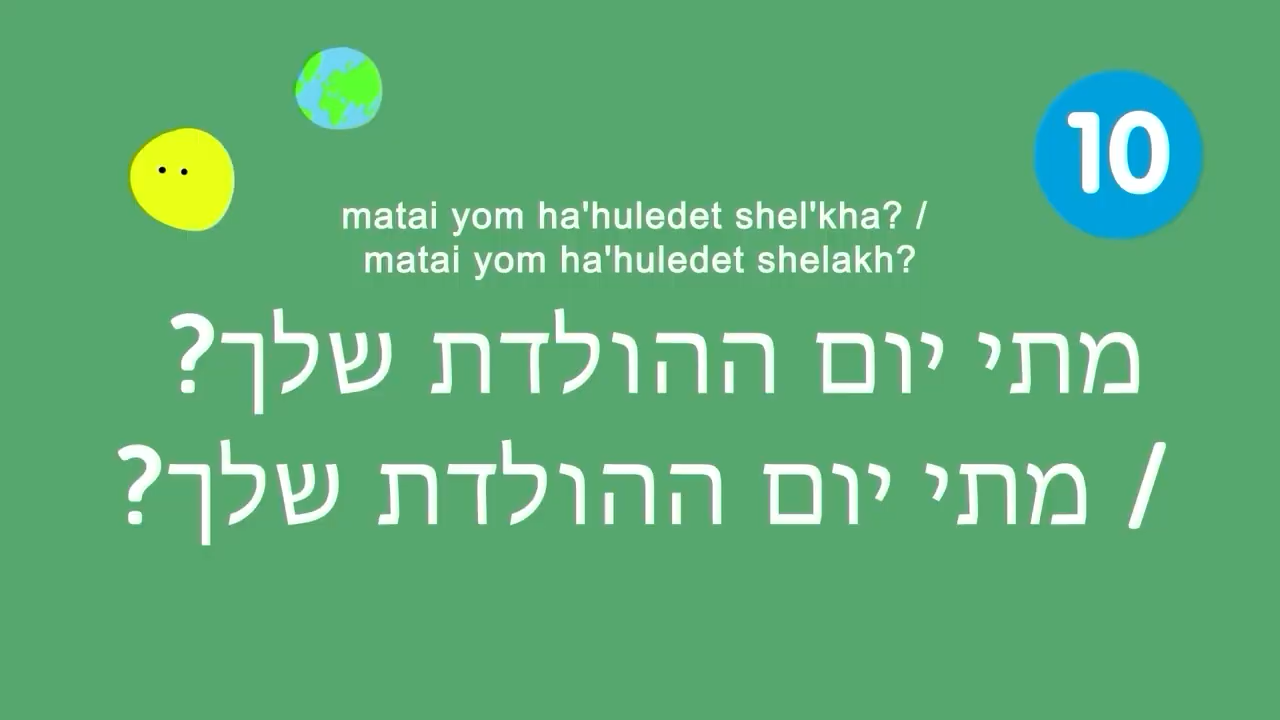 10
matai yom ha'huledet shel'kha? /
matai yom ha'huledet shelakh?
מתי יום ההולדת שלך?
/ מתי יום ההולדת שלך?